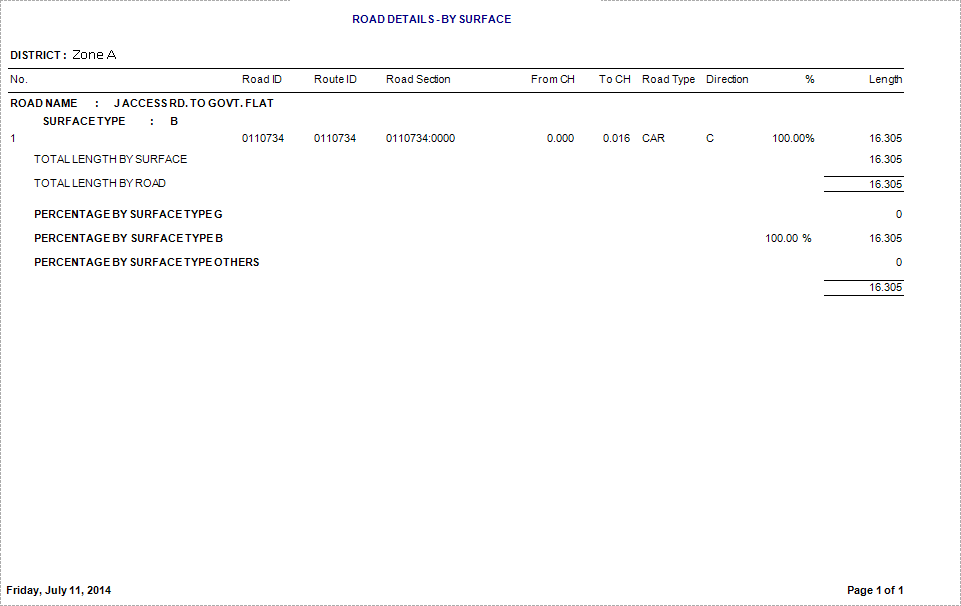 ROAD DETAILS - BY SURFACE
DISTRICT : Zone A
No. Road ID Route ID Road Section From CH To CH Road Type Direction % Length
ROAD NAME : J ACCESS RD. TO GOVT. FLAT
SURFACE TYPE : B
1 0110734 0110734 0110734:0000 0.000 0.016 CAR C 100.00% 16.305
TOTAL LENGTH BY SURFACE 16.305
TOTAL LENGTH BY ROAD 16.305
PERCENTAGE BY SURFACE TYPE G 0
PERCENTAGE BY SURFACE TYPE B 100.00 % 16.305
PERCENTAGE BY SURFACE TYPE OTHERS 0
16.305
Friday, July 11, 2014 Page 1 of 1